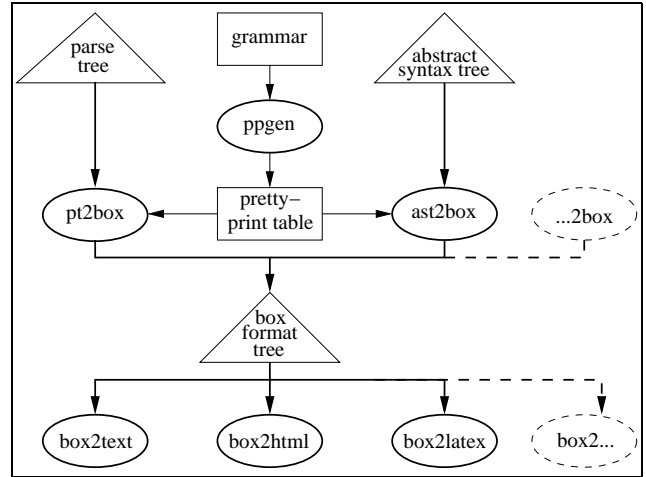 parse
tree
grammar
abstract
syntax tree
ppgen
pt2box
pretty–
print table
ast2box
...2box
box
format
tree
box2text
box2html
box2latex
box2...